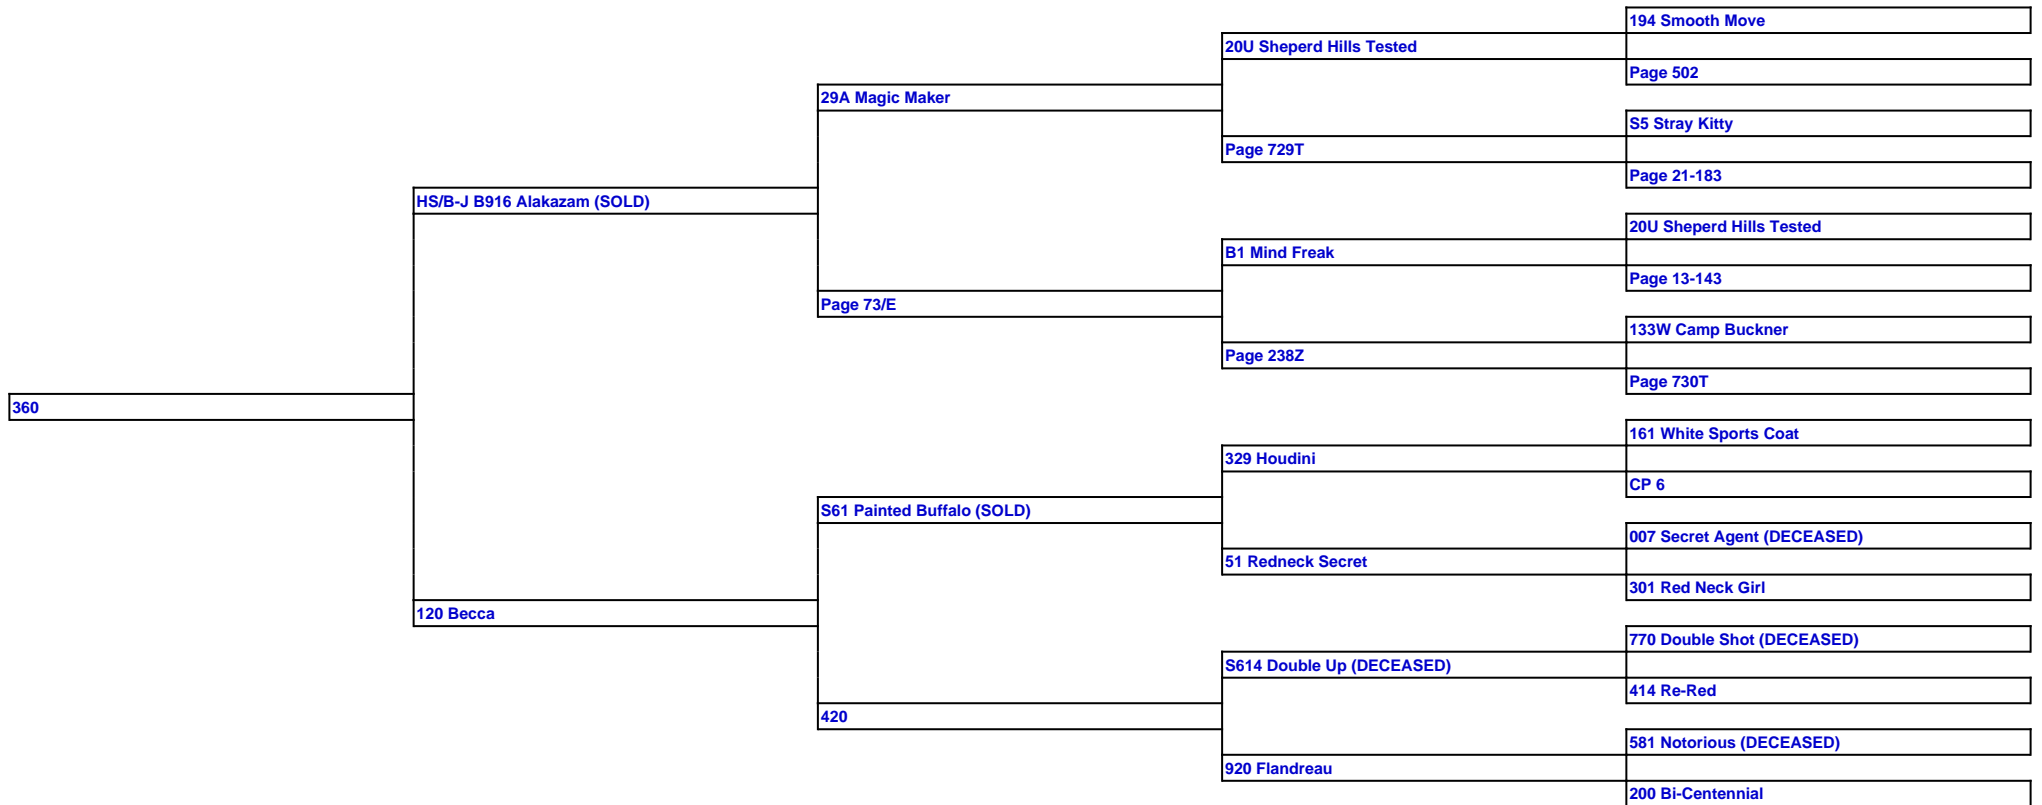 194 Smooth Move
20U Sheperd Hills Tested
Page 502
29A Magic Maker
S5 Stray Kitty
Page 729T
Page 21-183
HS/B-J B916 Alakazam (SOLD)
20U Sheperd Hills Tested
B1 Mind Freak
Page 13-143
Page 73/E
133W Camp Buckner
Page 238Z
Page 730T
360
161 White Sports Coat
329 Houdini
CP 6
S61 Painted Buffalo (SOLD)
007 Secret Agent (DECEASED)
51 Redneck Secret
301 Red Neck Girl
120 Becca
770 Double Shot (DECEASED)
S614 Double Up (DECEASED)
414 Re-Red
420
581 Notorious (DECEASED)
920 Flandreau
200 Bi-Centennial